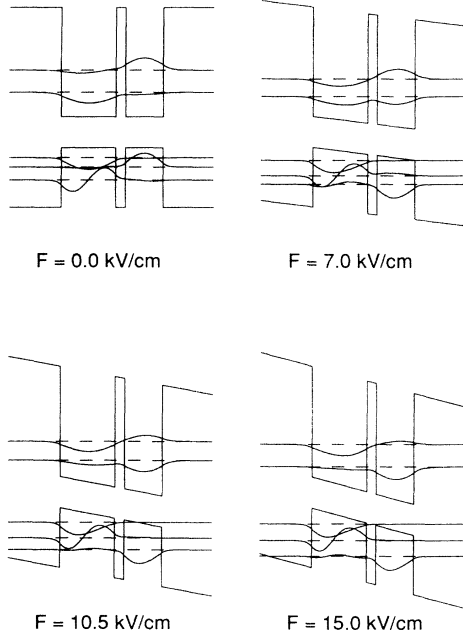 F = 0.0 kV/cm
F = 7.0 kV/cm
F = 10.5 kV/cm
F = 15.0 kV/cm